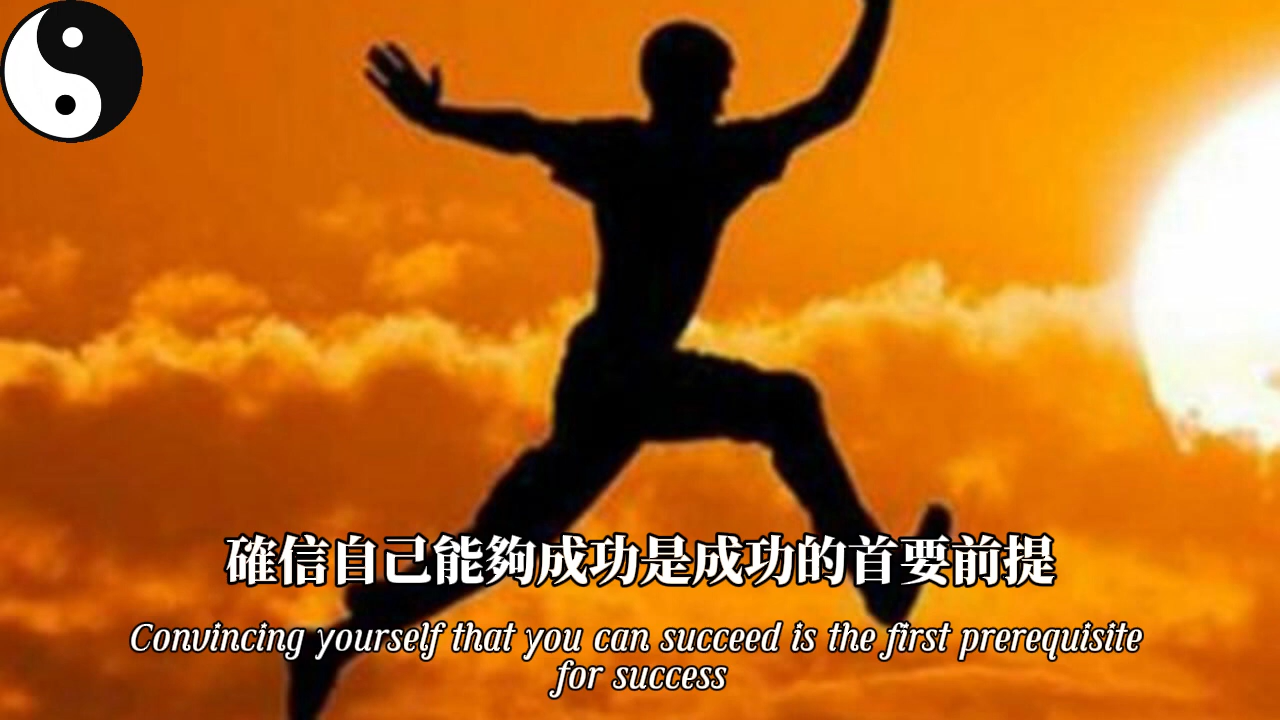 確信自己能夠成功是成功的首要前提
Convincing yourself that you can succeed is the first prerequisite
for success